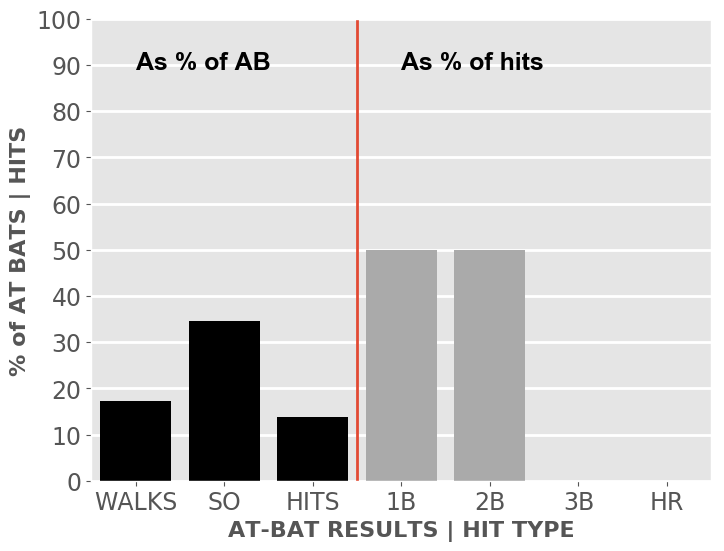 100
90
80
70
60
50
40
30
20
10
0
% of AT BATS | HITS
As % of AB
As % of hits
WALKS SO HITS 1B 2B 3B HR
AT-BAT RESULTS | HIT TYPE